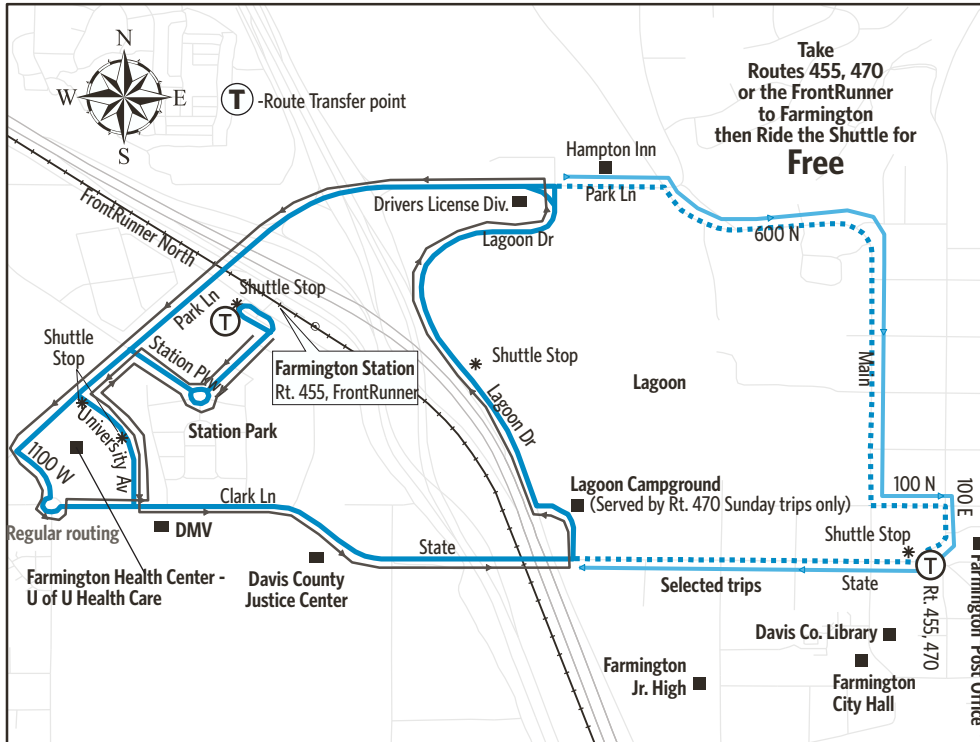 N
W
E
S
T
-Route Transfer point
Take
Routes 455, 470
or the FrontRunner
to Farmington
then Ride the Shuttle for
Free
Hampton Inn
Park Ln
Drivers License Div.
Lagoon Dr
600 N
FrontRunner North
Park Ln
Shuttle Stop
T
Station Pkwy
Shuttle
Stop
Farmington Station
Rt. 455, FrontRunner
Shuttle Stop
Lagoon
Main
Lagoon Dr
Station Park
University Av
1100 W
Clark Ln
Lagoon Campground
(Served by Rt. 470 Sunday trips only)
100 N
100 E
Regular routing
DMV
State
Shuttle Stop
T
Selected trips
State
Farmington Health Center -
U of U Health Care
Davis County
Justice Center
Rt. 455, 470
Farmington Post Office
Davis Co. Library
Farmington
Jr. High
Farmington
City Hall